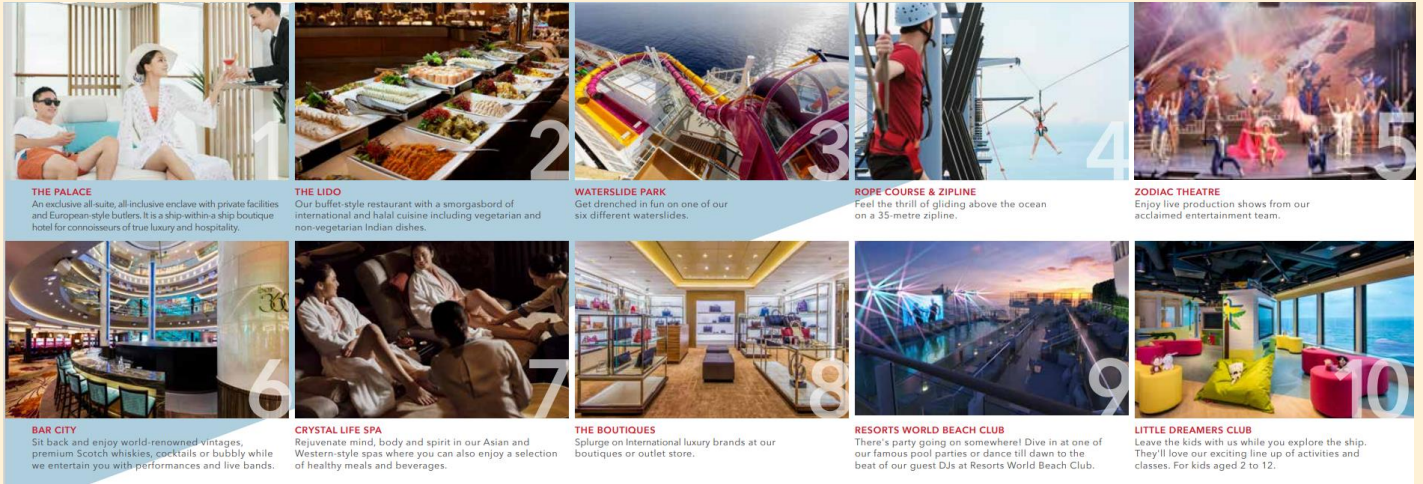 1
THE PALACE
An exclusive all-suite, all-inclusive enclave with private facilities
and European-style butlers. It is a ship-within-a ship boutique
hotel for connoisseurs of true luxury and hospitality.
2
THE LIDO
Our buffet-style restaurant with a smorgasbord of
international and halal cuisine including vegetarian and
non-vegetarian Indian dishes.
3
WATERSLIDE PARK
Get drenched in fun on one of our
six different waterslides.
4
ROPE COURSE & ZIPLINE
Feel the thrill of gliding above the ocean
on a 35-metre zipline.
5
ZODIAC THEATRE
Enjoy live production shows from our
acclaimed entertainment team.
6
BAR CITY
Sit back and enjoy world-renowned vintages,
premium Scotch whiskies, cocktails or bubbly while
we entertain you with performances and live bands.
7
CRYSTAL LIFE SPA
Rejuvenate mind, body and spirit in our Asian and
Western-style spas where you can also enjoy a selection
of healthy meals and beverages.
8
THE BOUTIQUES
Splurge on International luxury brands at our
boutiques or outlet store.
9
RESORTS WORLD BEACH CLUB
There's party going on somewhere! Dive in at one of
our famous pool parties or dance till dawn to the
beat of our guest DJs at Resorts World Beach Club.
10
LITTLE DREAMERS CLUB
Leave the kids with us while you explore the ship.
They'll love our exciting line up of activities and
classes. For kids aged 2 to 12.